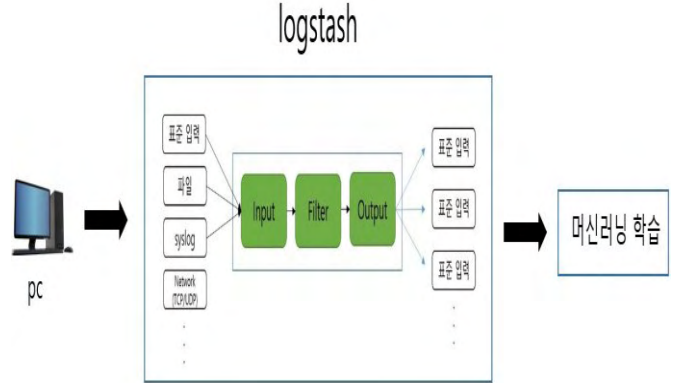 logstash
pc
표준 입력
파일
syslog
Network
(TCP/UDP)
Input
Filter
Output
표준 입력
표준 입력
표준 입력
머신러닝 학습